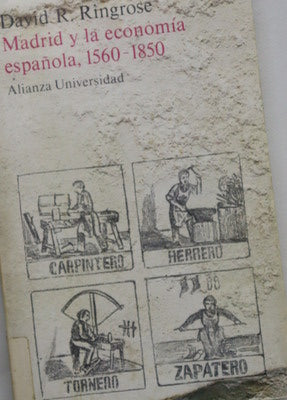 David R. Ringrose
Madrid y la economía
española, 1560-1850
Alianza Universidad
CARPINTERO
HERRERO
TORNERO
ZAPATERO